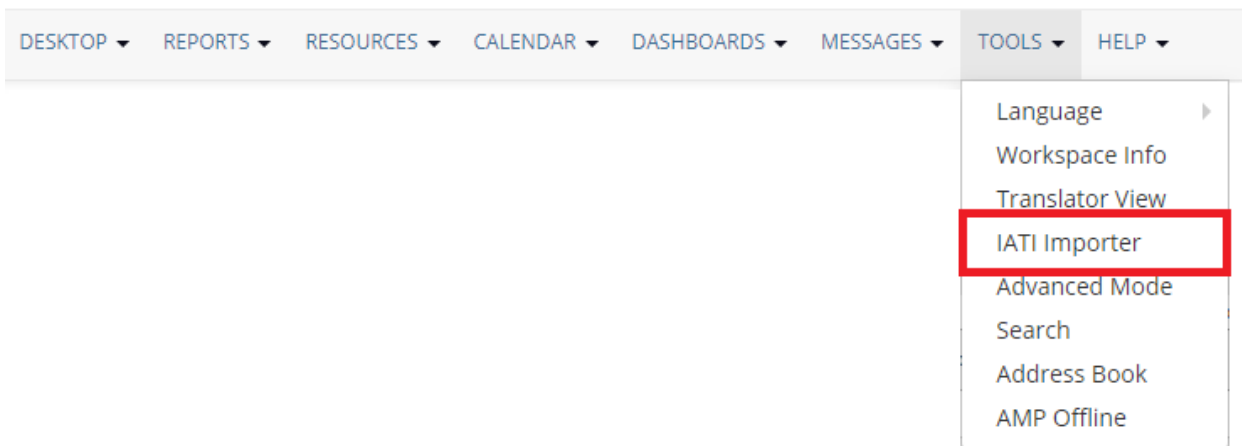 DESKTOP REPORTS RESOURCES CALENDAR DASHBOARDS MESSAGES TOOLS HELP
Language
Workspace Info
Translator View
IATI Importer
Advanced Mode
Search
Address Book
AMP Offline